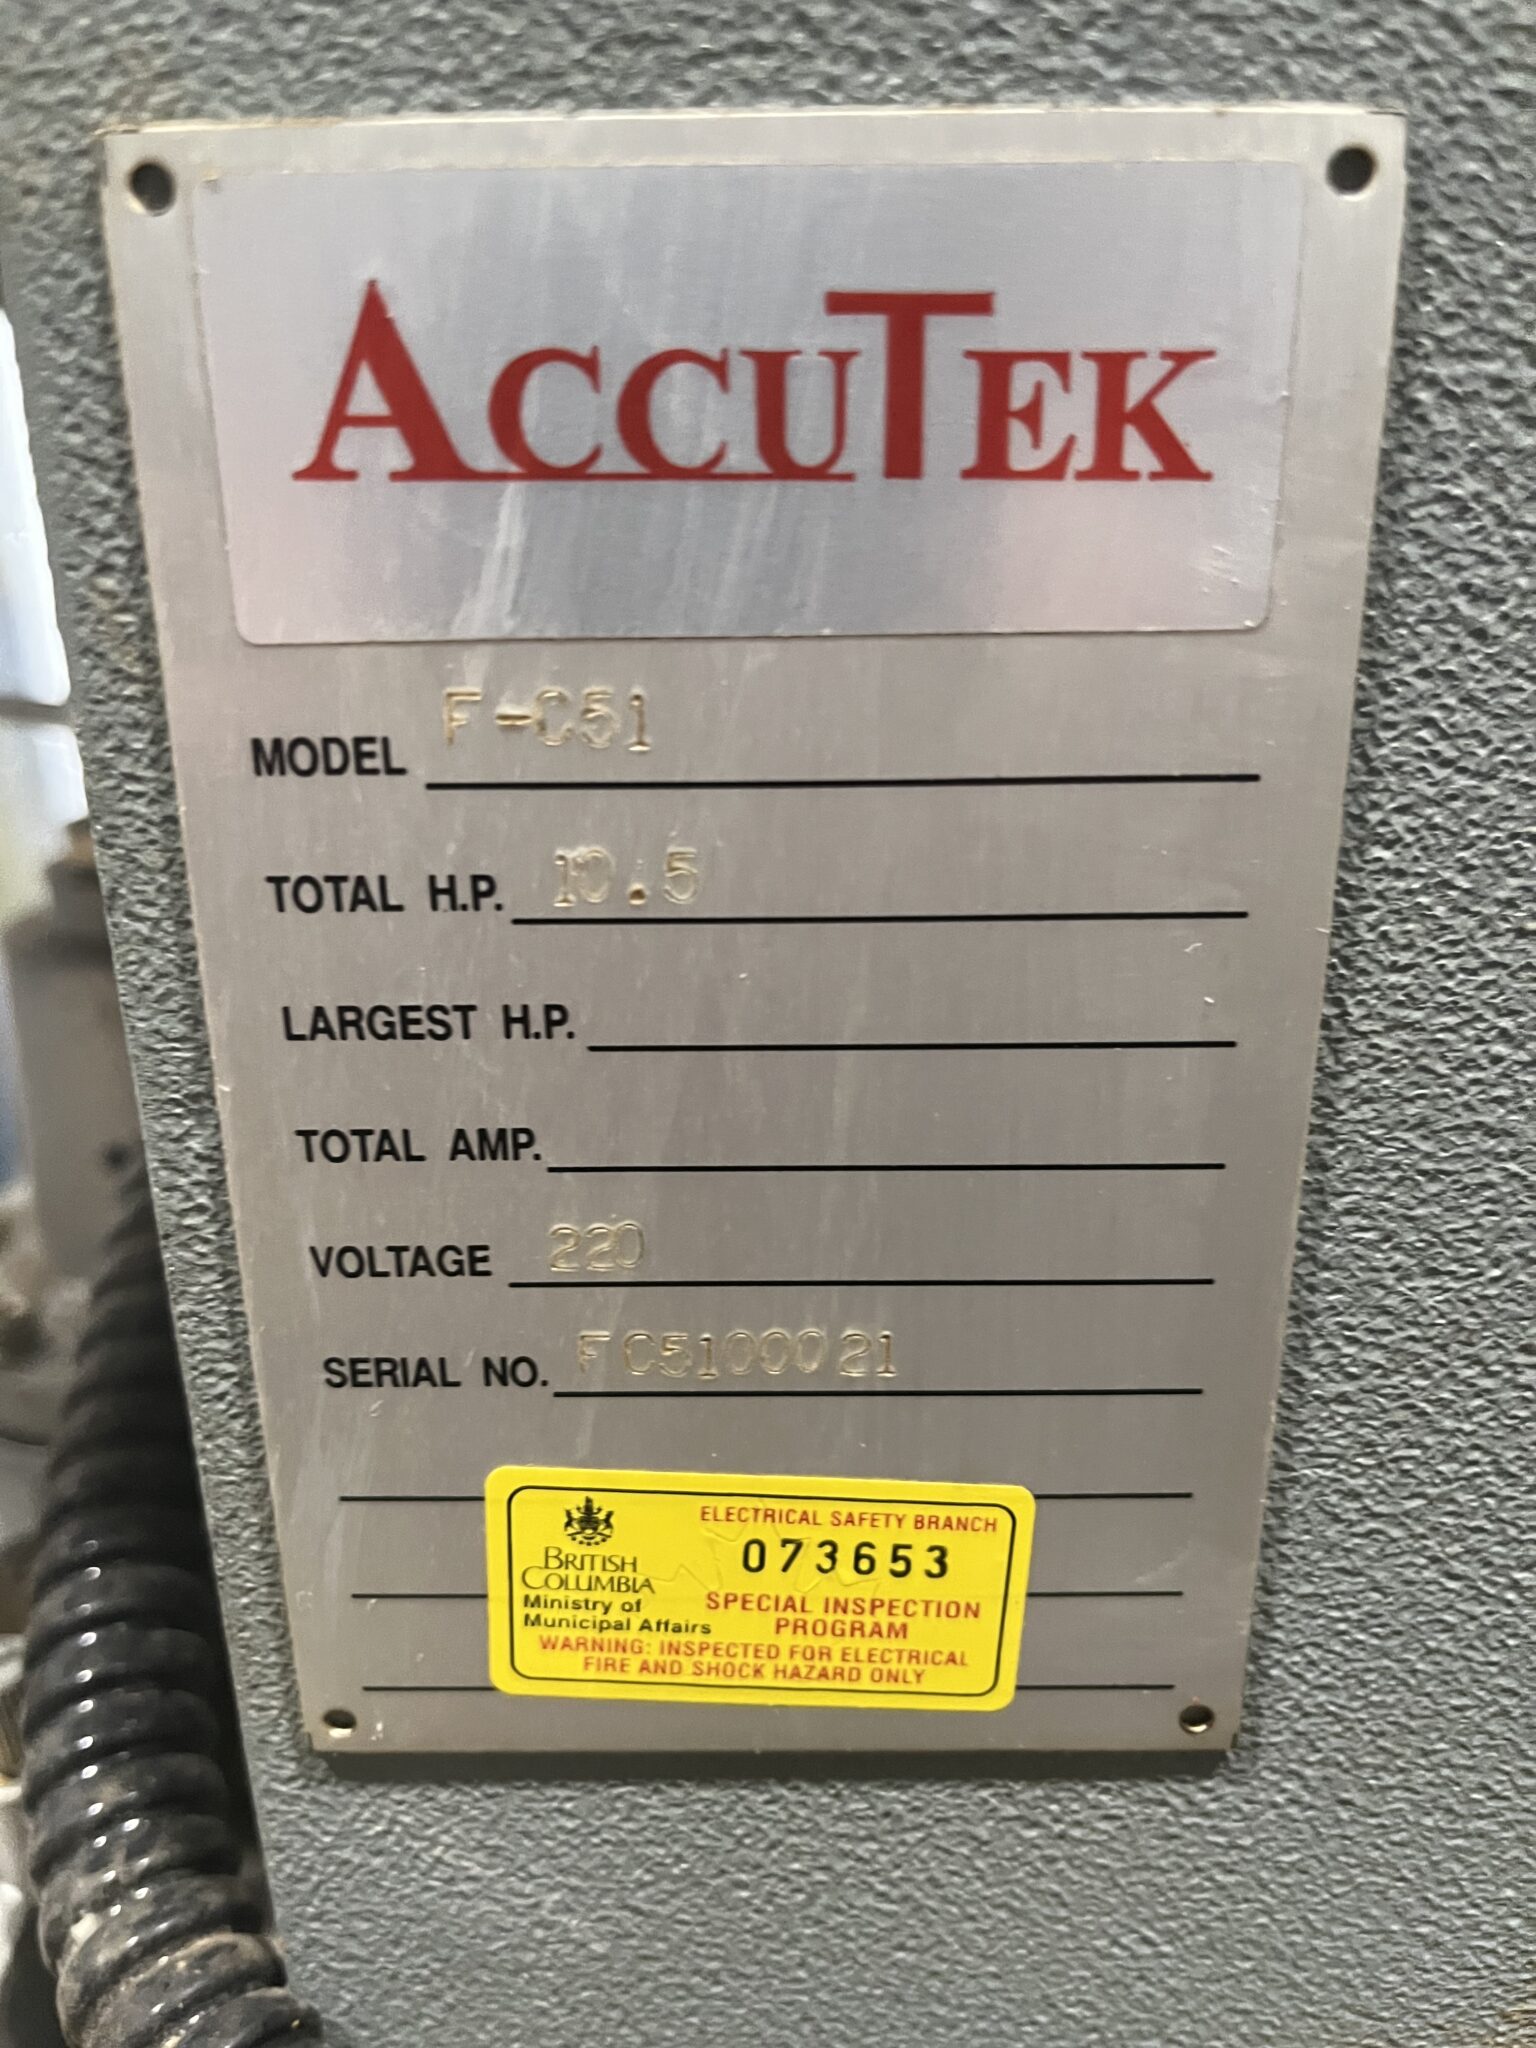 ACCUTEK
MODEL F-C51
TOTAL H.P. 10.5
LARGEST H.P.
TOTAL AMP.
VOLTAGE 220
SERIAL NO. FC5100021
BRITISH
COLUMBIA
Ministry of
Municipal Affairs
ELECTRICAL SAFETY BRANCH
073653
SPECIAL INSPECTION
PROGRAM
WARNING: INSPECTED FOR ELECTRICAL
FIRE AND SHOCK HAZARD ONLY